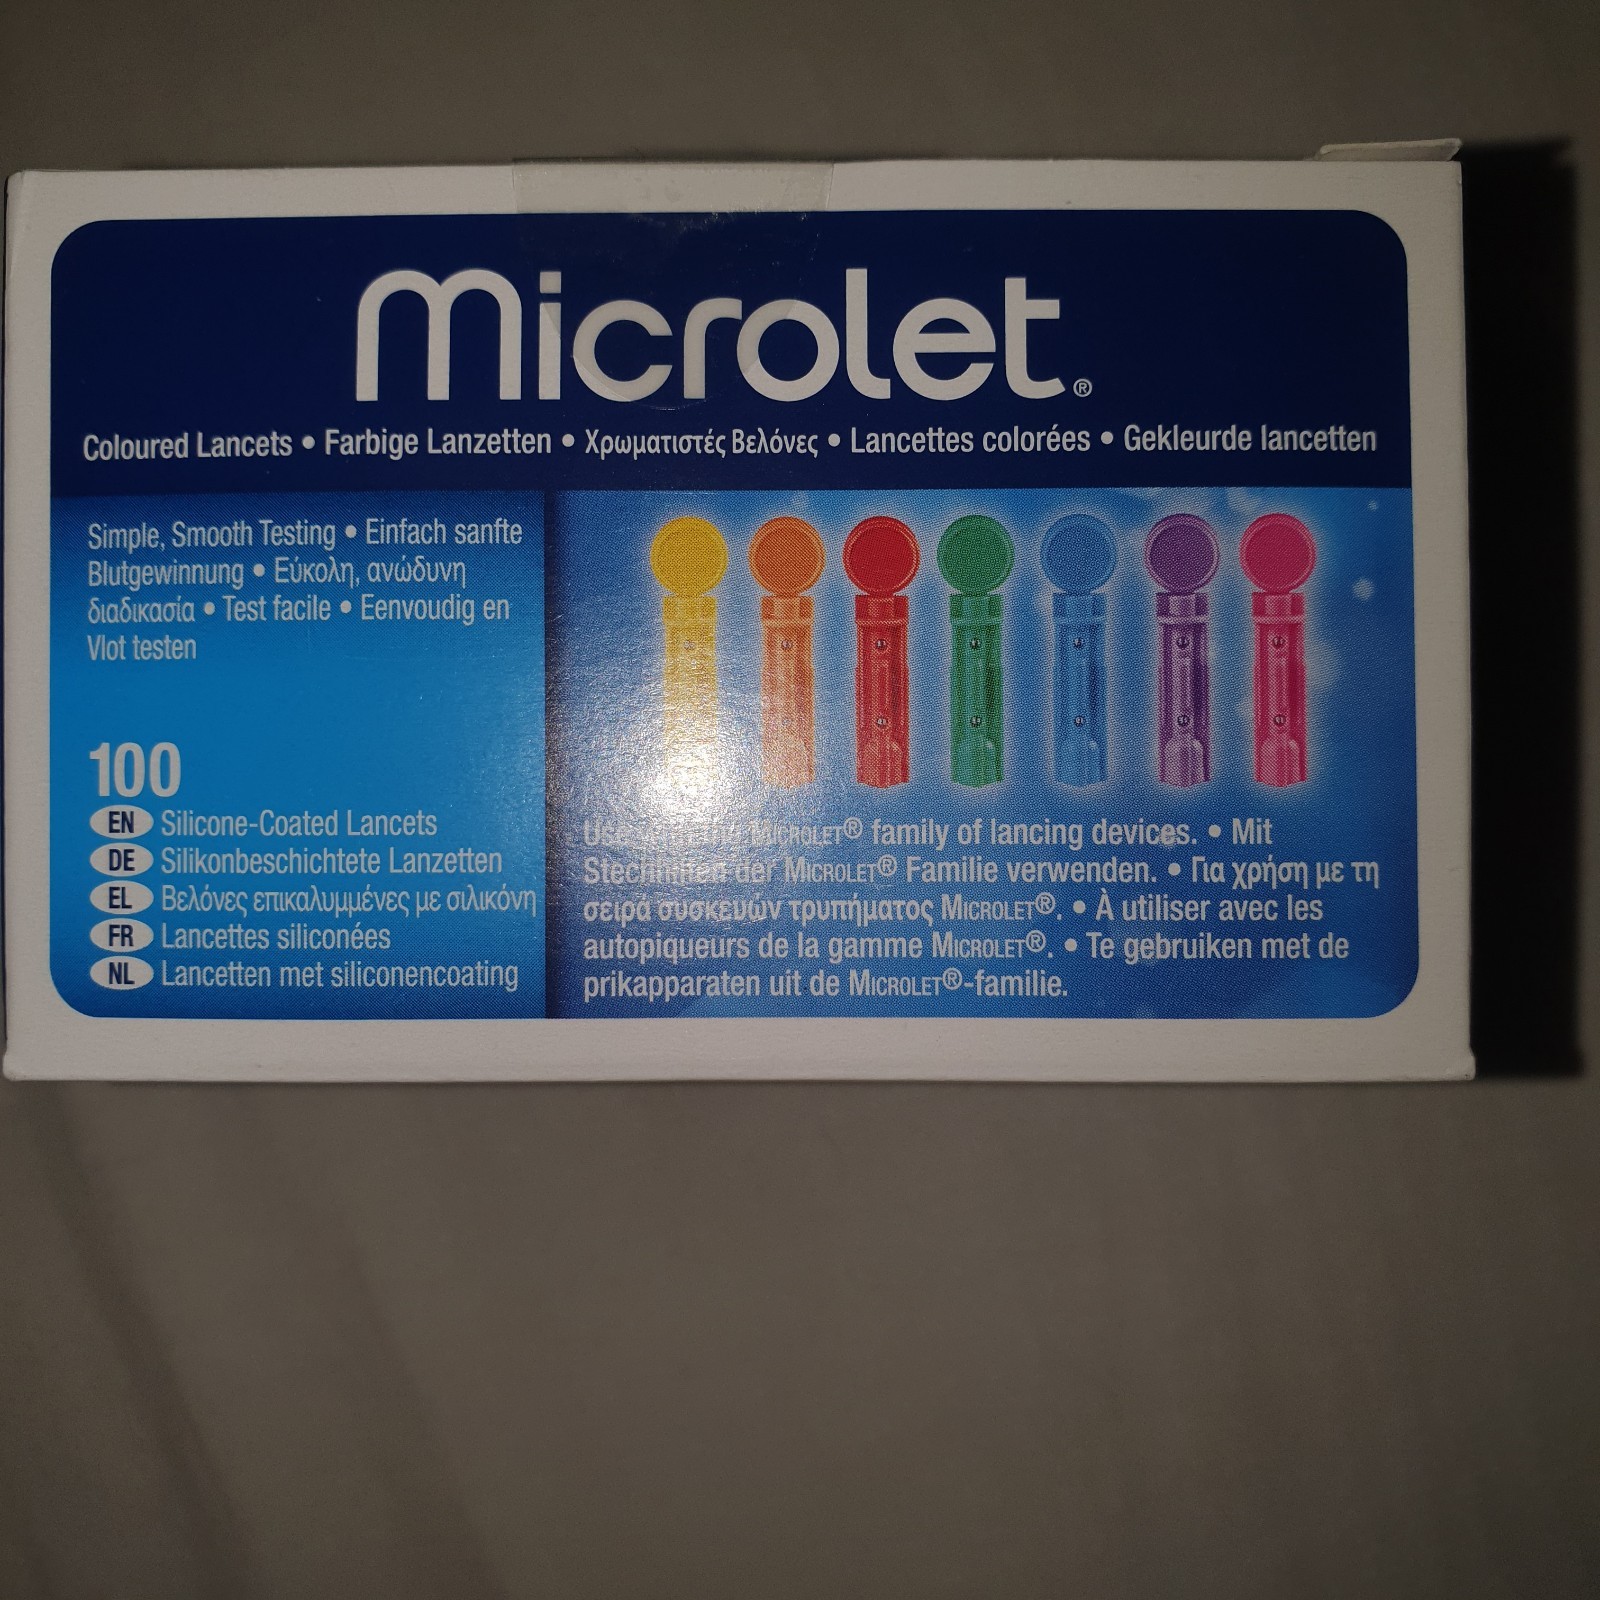 Microlet®
Coloured Lancets • Farbige Lanzetten • Χρωματιστές Βελόνες • Lancettes colorées • Gekleurde lancetten
Simple, Smooth Testing • Einfach sanfte
Blutgewinnung • Εύκολη, ανώδυνη
διαδικασία • Test facile • Eenvoudig en
Vlot testen
100
EN Silicone-Coated Lancets
DE Silikonbeschichtete Lanzetten
EL Βελόνες επικαλυμμένες με σιλικόνη
FR Lancettes siliconées
NL Lancetten met siliconencoating
MICROLET® family of lancing devices. • Mit
der MICROLET® Familie verwenden. • Για χρήση με τη
σειρά συσκευών τρυπήματος MICROLET®. • À utiliser avec les
autopiqueurs de la gamme MICROLET®. • Te gebruiken met de
prikapparaten uit de MICROLET®-familie.